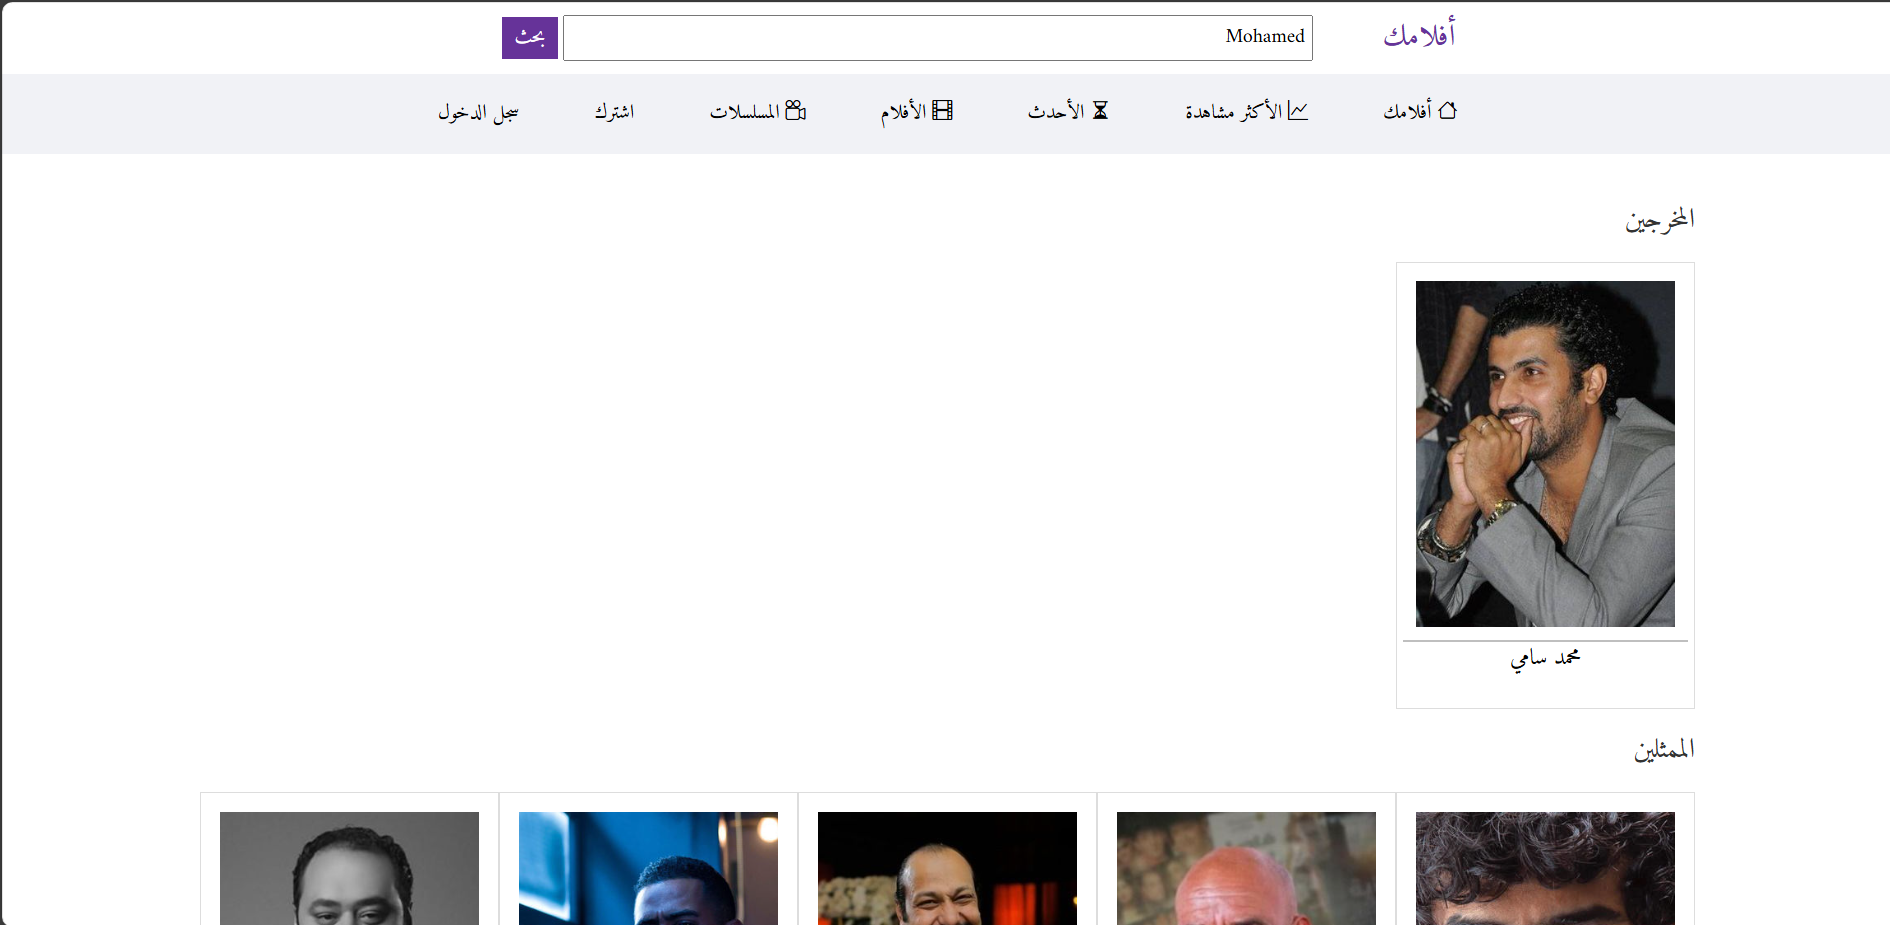 أفلامك
Mohamed
بحث
أفلامك
الأكثر مشاهدة
الأحدث
الأفلام
المسلسلات
اشترك
سجل الدخول
المخرجين
محمد سامي
الممثلين